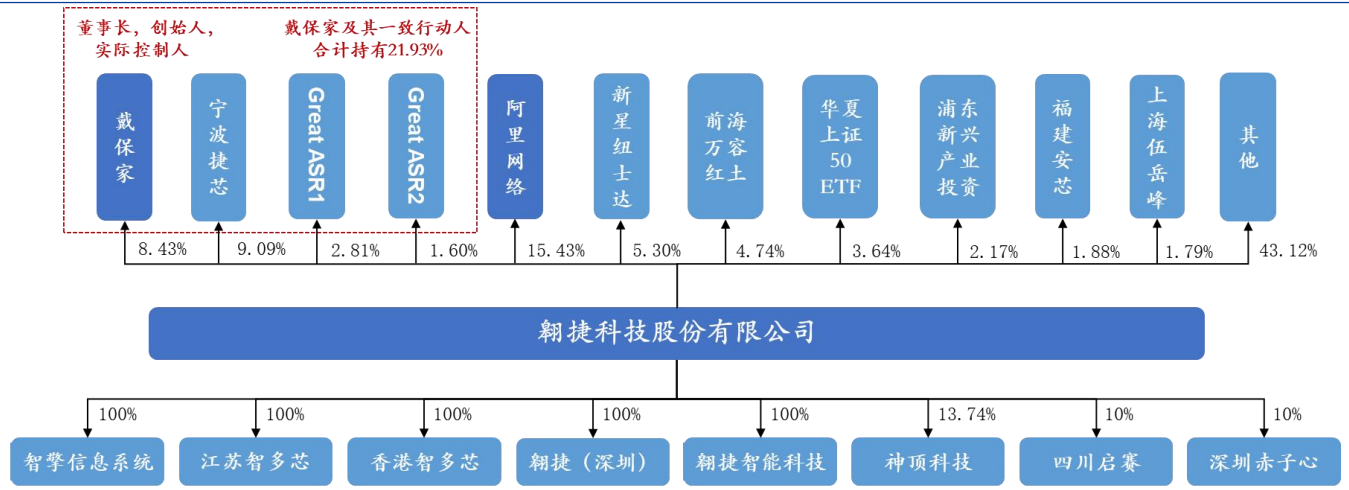 董事长，创始人，
实际控制人
戴保家及其一致行动人
合计持有21.93%
戴保家
宁波捷芯
Great ASR1
Great ASR2
阿里网络
新星纽士达
前海
万容
红土
华夏
上证
50
ETF
浦东
新兴
产业
投资
福建安芯
上海伍岳峰
其他
8.43%
9.09%
2.81%
1.60%
15.43%
5.30%
4.74%
3.64%
2.17%
1.88%
1.79%
43.12%
翱捷科技股份有限公司
100%
100%
100%
100%
100%
13.74%
10%
10%
智擎信息系统
江苏智多芯
香港智多芯
翱捷（深圳）
翱捷智能科技
神顶科技
四川启赛
深圳赤子心